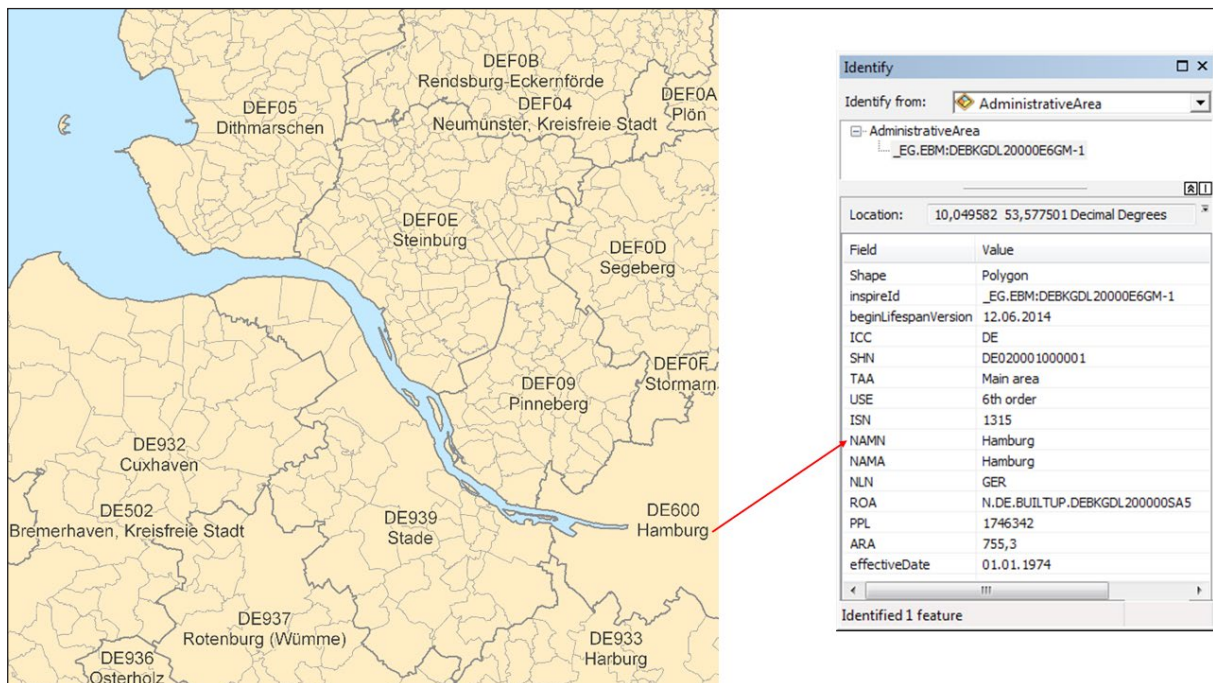 DEF0B
Rendsburg-Eckernförde
DEF04
Neumünster, Kreisfreie Stadt
DEF0A
Plön
DEF05
Dithmarschen
DEF0E
Steinburg
DEF0D
Segeberg
DEF0F
Stormarn
DEF09
Pinneberg
DE932
Cuxhaven
DE502
Bremerhaven, Kreisfreie Stadt
DE939
Stade
DE600
Hamburg
DE937
Rotenburg (Wümme)
DE933
Harburg
DE936
Osterholz
Identify
Identify from: AdministrativeArea
AdministrativeArea
_EG.EBM:DEBKGDL20000E6GM-1
Location: 10,049582 53,577501 Decimal Degrees
Field Value
Shape Polygon
inspireId _EG.EBM:DEBKGDL20000E6GM-1
beginLifespanVersion 12.06.2014
ICC DE
SHN DE020001000001
TAA Main area
USE 6th order
ISN 1315
NAMN Hamburg
NAMA Hamburg
NLN GER
ROA N.DE.BUILTUP.DEBKGDL200000SA5
PPL 1746342
ARA 755,3
effectiveDate 01.01.1974
Identified 1 feature